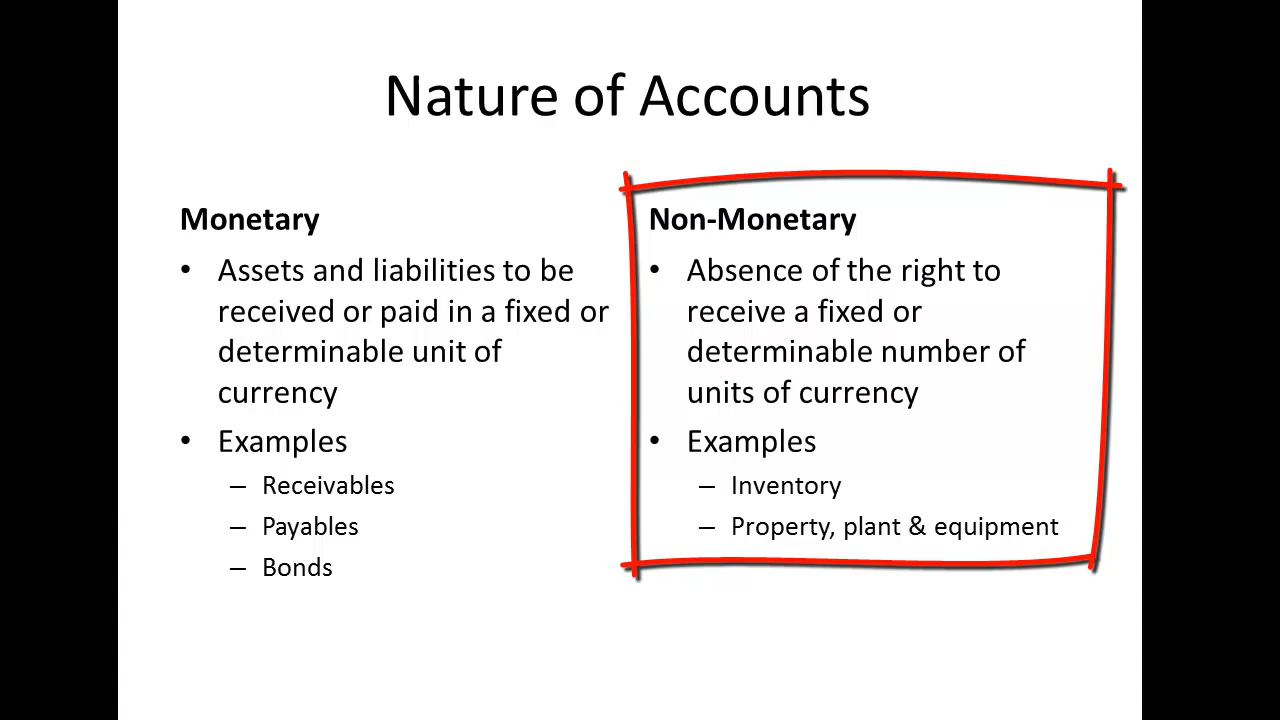 Nature of Accounts
Monetary
• Assets and liabilities to be
received or paid in a fixed or
determinable unit of
currency
• Examples
– Receivables
– Payables
– Bonds
Non-Monetary
• Absence of the right to
receive a fixed or
determinable number of
units of currency
• Examples
– Inventory
– Property, plant & equipment